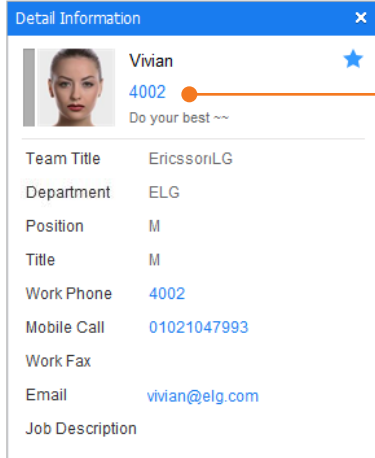 Detail Information
Vivian
4002
Do your best ~~
Team Title EricssonLG
Department ELG
Position M
Title M
Work Phone 4002
Mobile Call 01021047993
Work Fax
Email vivian@elg.com
Job Description